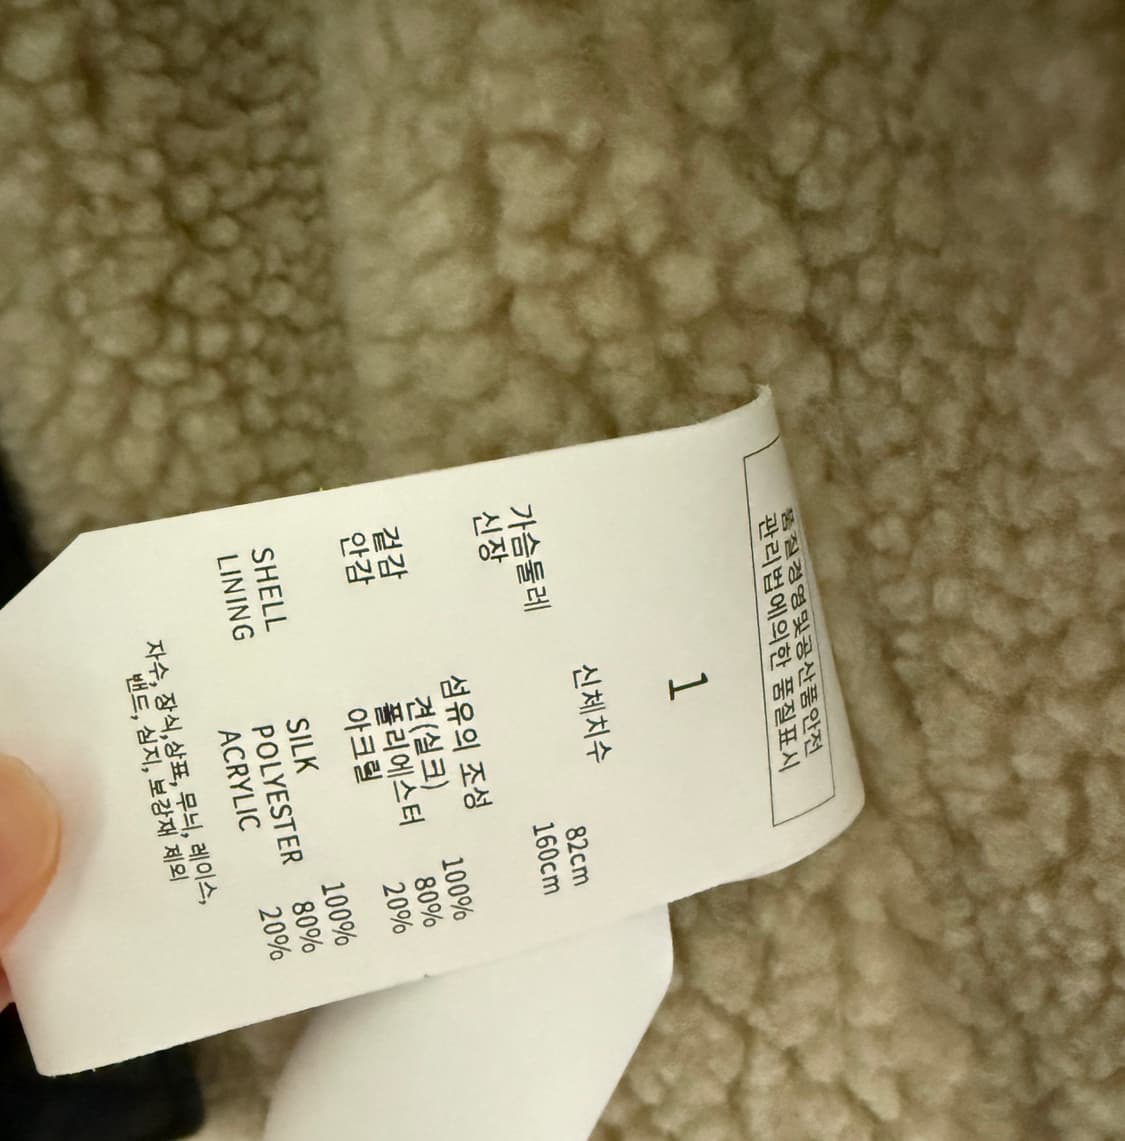 품질경영및공산품안전
관리법에의한 품질표시
1
신체치수
가슴둘레 82cm
신장 160cm
섬유의 조성
겉감 견(실크) 100%
안감 폴리에스터 80%
아크릴 20%
SHELL SILK 100%
LINING POLYESTER 80%
ACRYLIC 20%
자수, 장식,상표, 무늬, 레이스,
밴드, 심지, 보강재 제외